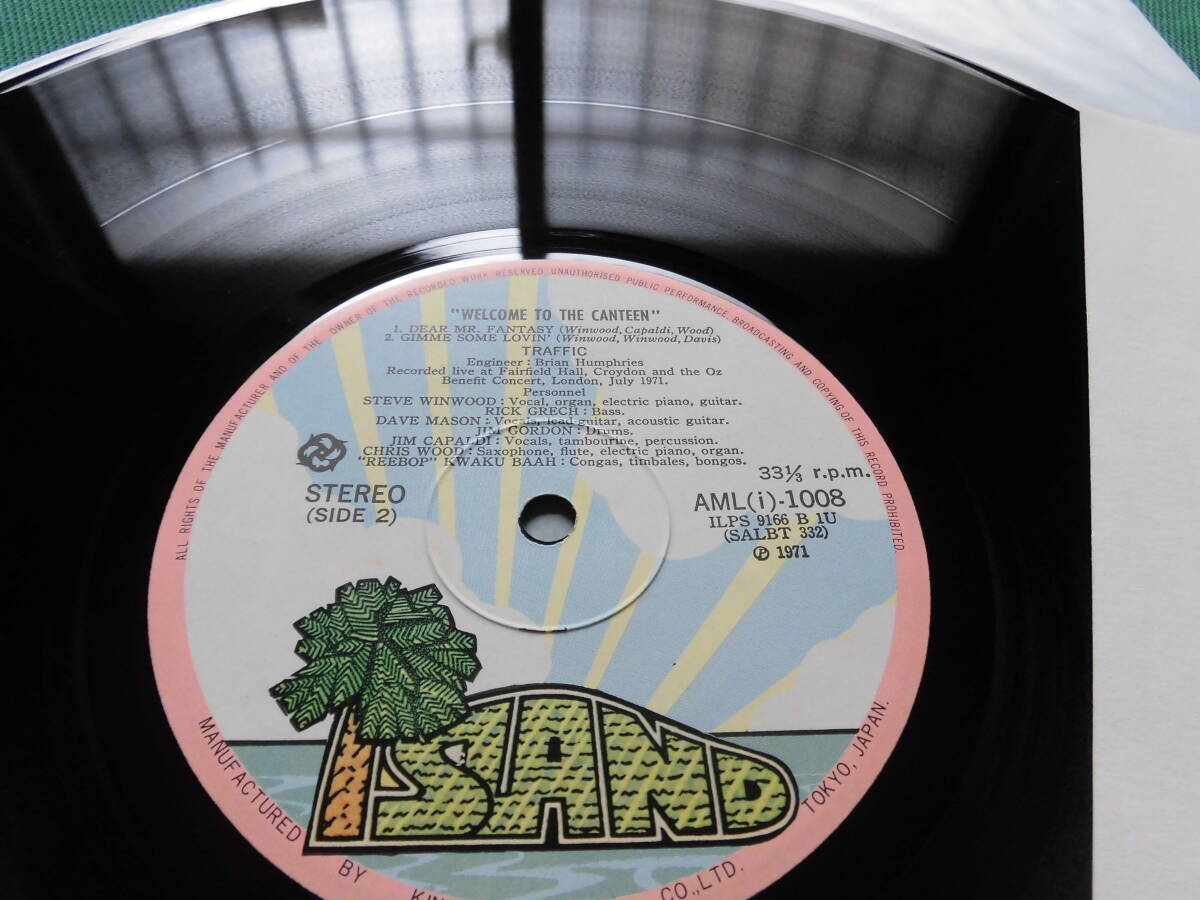 ALL RIGHTS OF THE MANUFACTURER AND OF THE OWNER OF THE RECORDED WORK RESERVED UNAUTHORISED PUBLIC PERFORMANCE BROADCASTING AND COPYING OF THIS RECORD PROHIBITED.
"WELCOME TO THE CANTEEN"
1. DEAR MR. FANTASY (Winwood, Capaldi, Wood)
2. GIMME SOME LOVIN' (Winwood, Winwood, Davis)
TRAFFIC
Engineer : Brian Humphries
Recorded live at Fairfield Hall, Croydon and the Oz
Benefit Concert, London, July 1971.
Personnel
STEVE WINWOOD : Vocal, organ, electric piano, guitar.
RICK GRECH : Bass.
DAVE MASON : Vocals, lead guitar, acoustic guitar.
JIM GORDON : Drums.
JIM CAPALDI : Vocals, tambourine, percussion.
CHRIS WOOD : Saxophone, flute, electric piano, organ.
"REEBOP" KWAKU BAAH : Congas, timbales, bongos.
33⅓ r.p.m.
STEREO
(SIDE 2)
AML(i)-1008
ILPS 9166 B 1U
(SALBT 332)
℗ 1971
ISLAND
MANUFACTURED BY CO.,LTD. TOKYO, JAPAN.